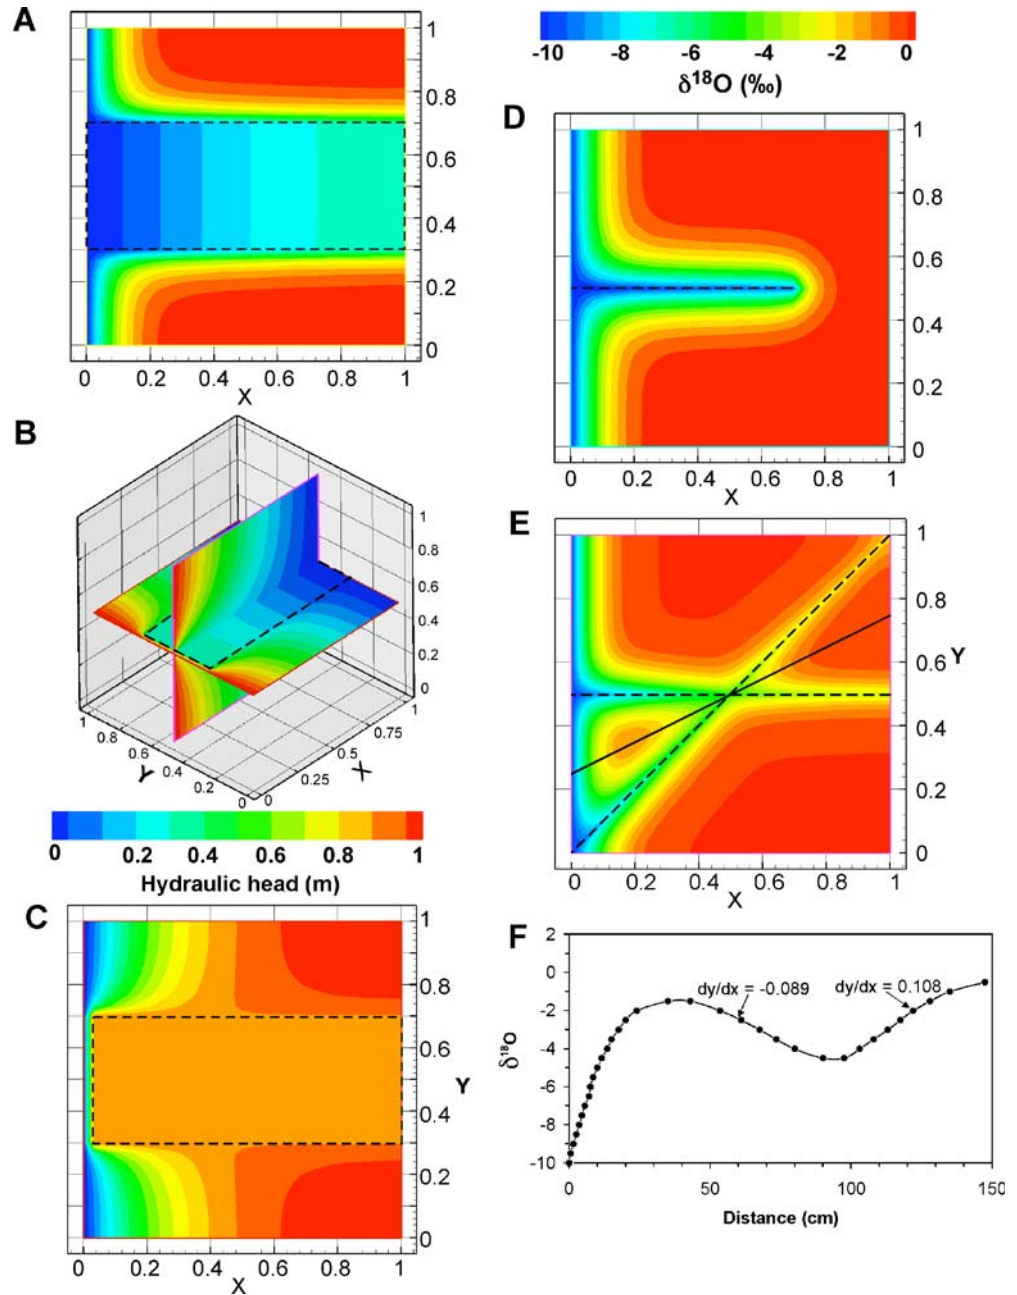 A
1
0.8
0.6
0.4
0.2
0
0 0.2 0.4 0.6 0.8 1
X
-10 -8 -6 -4 -2 0
δ18O (‰)
D
1
0.8
0.6
0.4
0.2
0
0 0.2 0.4 0.6 0.8 1
X
B
1
0.8
0.6
0.4
0.2
0
1 0.8 0.6 0.4 0.2 0
Y
0 0.25 0.5 0.75 1
X
0 0.2 0.4 0.6 0.8 1
Hydraulic head (m)
E
1
0.8
0.6
Y
0.4
0.2
0
0 0.2 0.4 0.6 0.8 1
X
C
1
0.8
0.6
Y
0.4
0.2
0
0 0.2 0.4 0.6 0.8 1
X
F
2
0
-2
-4
-6
-8
-10
δ18O
dy/dx = -0.089
dy/dx = 0.108
0 50 100 150
Distance (cm)